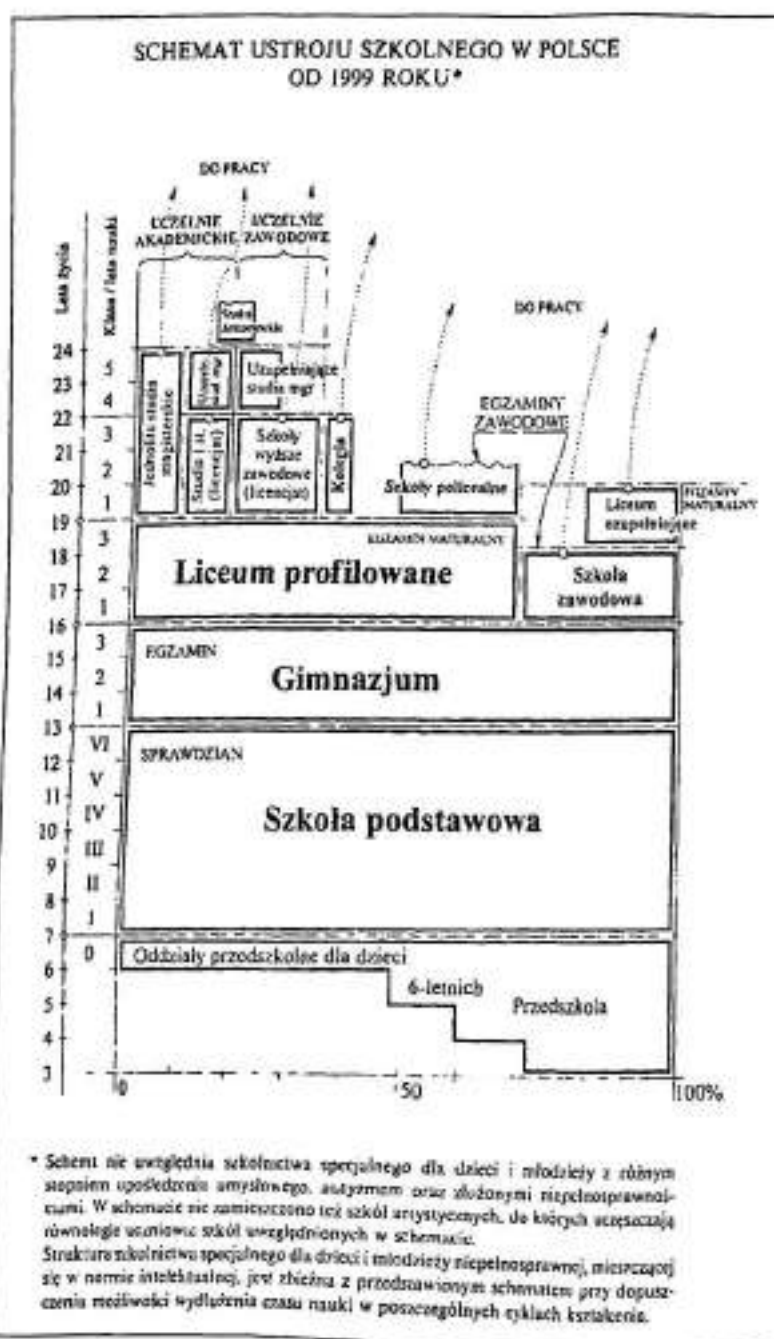 SCHEMAT USTROJU SZKOLNEGO W POLSCE
OD 1999 ROKU*
DO PRACY
UCZELNIE AKADEMICKIE
UCZELNIE ZAWODOWE
Lata życia
Klasa / lata nauki
Studia
24
23
22
21
20
19
18
17
16
15
14
13
12
11
10
9
8
7
6
5
4
3
5
4
3
2
1
3
2
1
3
2
1
VI
V
IV
III
II
I
0
Jednolite studia
magisterskie
Uzupełn.
stud. mgr
Uzupełniające
studia mgr
Studia I st.
(licencjat)
Szkoły
wyższe
zawodowe
(licencjat)
Kolegia
DO PRACY
EGZAMINY
ZAWODOWE
Szkoły policealne
Liceum
uzupełniające
EGZAMIN
MATURALNY
EGZAMIN MATURALNY
Liceum profilowane
Szkoła
zawodowa
EGZAMIN
Gimnazjum
SPRAWDZIAN
Szkoła podstawowa
Oddziały przedszkolne dla dzieci
6-letnich
Przedszkola
0
50
100%
* Schemt nie uwzględnia szkolnictwa specjalnego dla dzieci i młodzieży z różnym
stopniem upośledzenia umysłowego, autyzmem oraz złożonymi niepełnosprawnoś-
ciami. W schemacie nie zamieszczono też szkół artystycznych, do których uczęszczają
równolegle uczniowie szkół uwzględnionych w schemacie.
Struktura szkolnictwa specjalnego dla dzieci i młodzieży niepełnosprawnej, mieszczącej
się w normie intelektualnej, jest zbieżna z przedstawionym schematem przy dopusz-
czeniu możliwości wydłużenia czasu nauki w poszczególnych cyklach kształcenia.